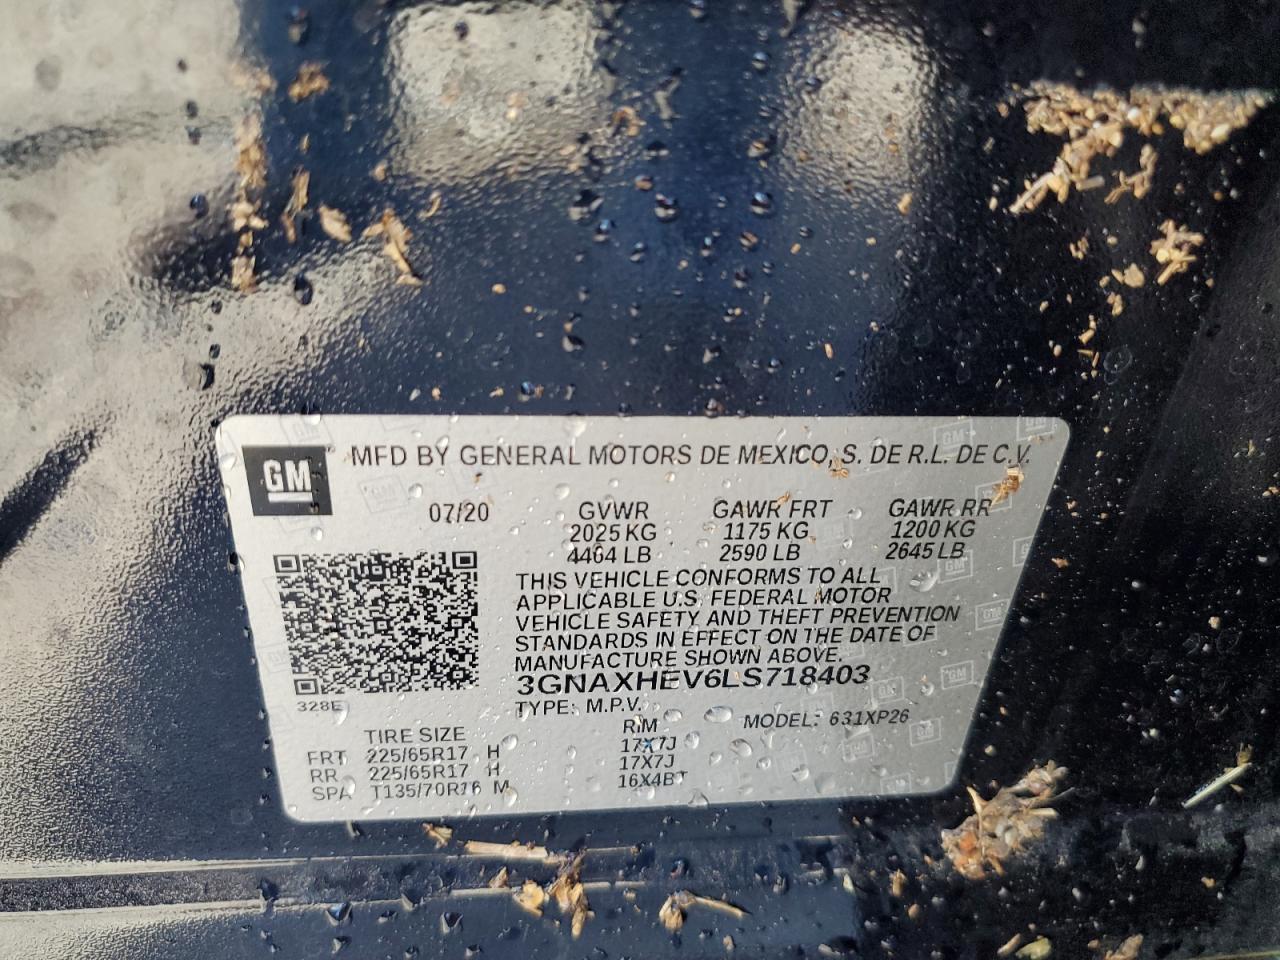 GM ® MFD BY GENERAL MOTORS DE MEXICO, S. DE R.L. DE C.V.
07/20 GVWR GAWR FRT GAWR RR
2025 KG 1175 KG 1200 KG
4464 LB 2590 LB 2645 LB
THIS VEHICLE CONFORMS TO ALL
APPLICABLE U.S. FEDERAL MOTOR
VEHICLE SAFETY AND THEFT PREVENTION
STANDARDS IN EFFECT ON THE DATE OF
MANUFACTURE SHOWN ABOVE.
3GNAXHEV6LS718403
328E
TYPE: M.P.V.
MODEL: 631XP26
TIRE SIZE RIM
FRT 225/65R17 H 17X7J
RR 225/65R17 H 17X7J
SPA T135/70R16 M 16X4BT